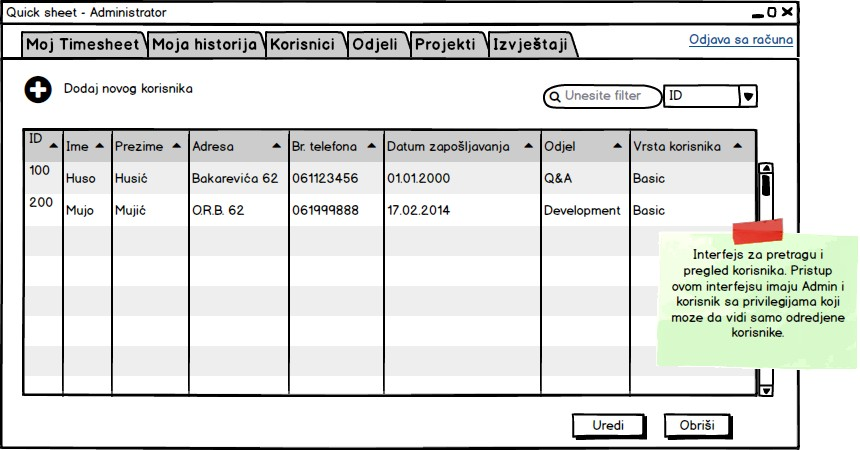 Quick sheet - Administrator
Moj Timesheet Moja historija Korisnici Odjeli Projekti Izvještaji Odjava sa računa
Dodaj novog korisnika Unesite filter ID
ID Ime Prezime Adresa Br. telefona Datum zapošljavanja Odjel Vrsta korisnika
100 Huso Husić Bakarevića 62 061123456 01.01.2000 Q&A Basic
200 Mujo Mujić O.R.B. 62 061999888 17.02.2014 Development Basic
Interfejs za pretragu i
pregled korisnika. Pristup
ovom interfejsu imaju Admin i
korisnik sa privilegijama koji
moze da vidi samo odredjene
korisnike.
Uredi Obriši